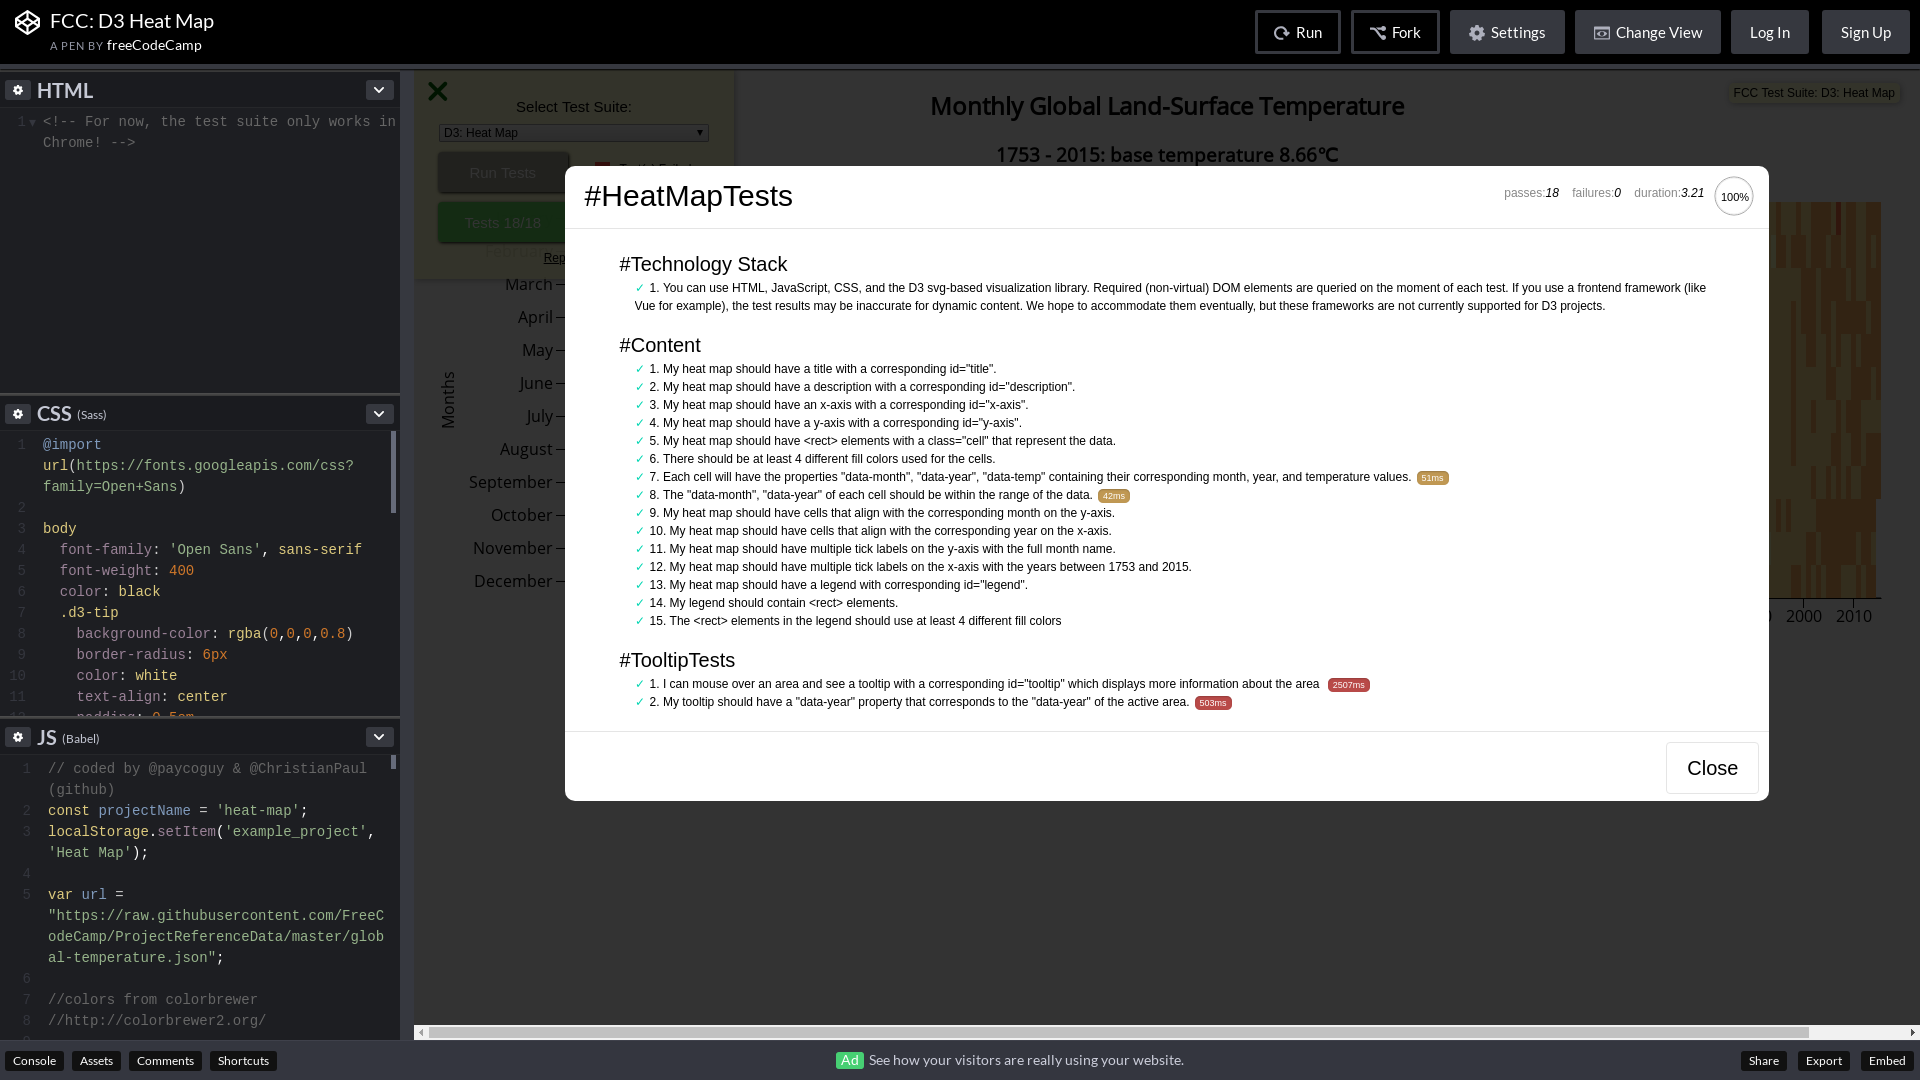 FCC: D3 Heat Map
A PEN BY freeCodeCamp
Run
Fork
Settings
Change View
Log In
Sign Up
HTML
1 <!-- For now, the test suite only works in
Chrome! -->
CSS (Sass)
1 @import
url(https://fonts.googleapis.com/css?
family=Open+Sans)
2
3 body
4 font-family: 'Open Sans', sans-serif
5 font-weight: 400
6 color: black
7 .d3-tip
8 background-color: rgba(0,0,0,0.8)
9 border-radius: 6px
10 color: white
11 text-align: center
12 padding: 0.5em
JS (Babel)
1 // coded by @paycoguy & @ChristianPaul
(github)
2 const projectName = 'heat-map';
3 localStorage.setItem('example_project',
'Heat Map');
4
5 var url =
"https://raw.githubusercontent.com/FreeC
odeCamp/ProjectReferenceData/master/glob
al-temperature.json";
6
7 //colors from colorbrewer
8 //http://colorbrewer2.org/
Select Test Suite:
D3: Heat Map
Run Tests
Tests 18/18
Monthly Global Land-Surface Temperature
1753 - 2015: base temperature 8.66℃
FCC Test Suite: D3: Heat Map
March
April
May
June
July
August
September
October
November
December
Months
2000
2010
#HeatMapTests
passes:18 failures:0 duration:3.21 100%
#Technology Stack
✓ 1. You can use HTML, JavaScript, CSS, and the D3 svg-based visualization library. Required (non-virtual) DOM elements are queried on the moment of each test. If you use a frontend framework (like
Vue for example), the test results may be inaccurate for dynamic content. We hope to accommodate them eventually, but these frameworks are not currently supported for D3 projects.
#Content
✓ 1. My heat map should have a title with a corresponding id="title".
✓ 2. My heat map should have a description with a corresponding id="description".
✓ 3. My heat map should have an x-axis with a corresponding id="x-axis".
✓ 4. My heat map should have a y-axis with a corresponding id="y-axis".
✓ 5. My heat map should have <rect> elements with a class="cell" that represent the data.
✓ 6. There should be at least 4 different fill colors used for the cells.
✓ 7. Each cell will have the properties "data-month", "data-year", "data-temp" containing their corresponding month, year, and temperature values. 51ms
✓ 8. The "data-month", "data-year" of each cell should be within the range of the data. 42ms
✓ 9. My heat map should have cells that align with the corresponding month on the y-axis.
✓ 10. My heat map should have cells that align with the corresponding year on the x-axis.
✓ 11. My heat map should have multiple tick labels on the y-axis with the full month name.
✓ 12. My heat map should have multiple tick labels on the x-axis with the years between 1753 and 2015.
✓ 13. My heat map should have a legend with corresponding id="legend".
✓ 14. My legend should contain <rect> elements.
✓ 15. The <rect> elements in the legend should use at least 4 different fill colors
#TooltipTests
✓ 1. I can mouse over an area and see a tooltip with a corresponding id="tooltip" which displays more information about the area 2507ms
✓ 2. My tooltip should have a "data-year" property that corresponds to the "data-year" of the active area. 503ms
Close
Console
Assets
Comments
Shortcuts
Ad See how your visitors are really using your website.
Share
Export
Embed